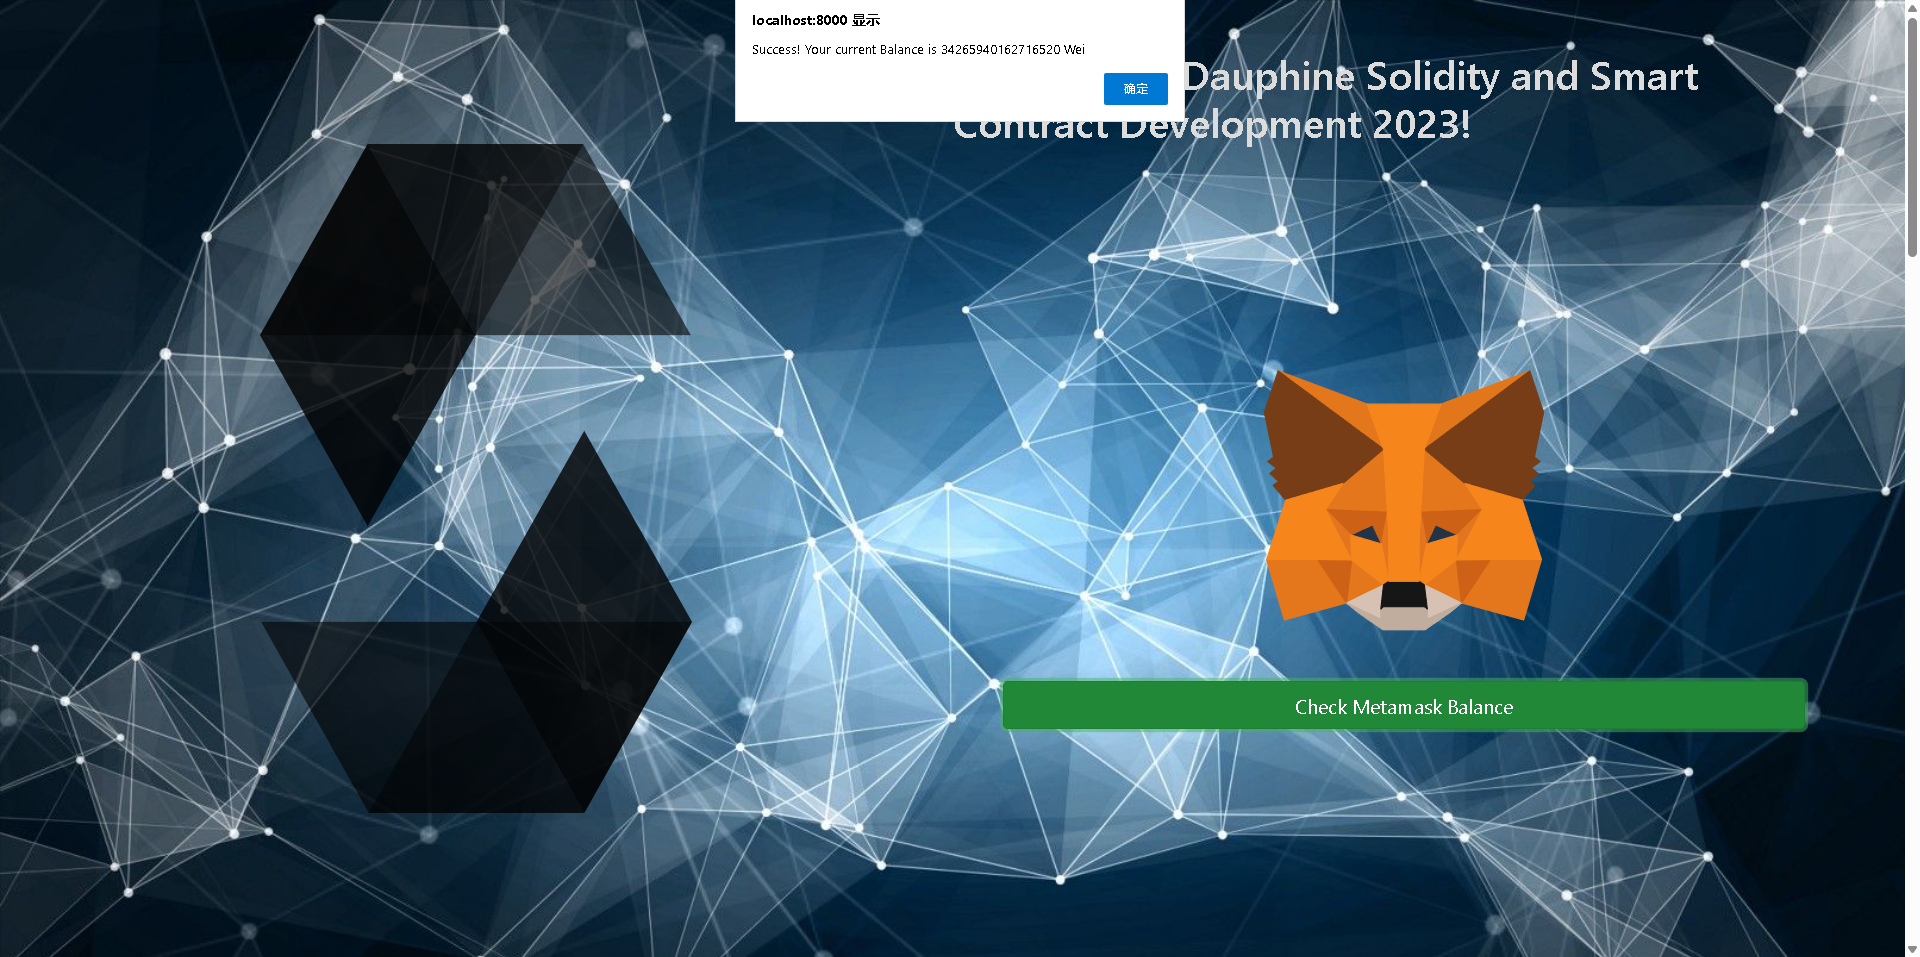 localhost:8000 显示
Success! Your current Balance is 34265940162716520 Wei
确定
Dauphine Solidity and Smart
Contract Development 2023!
Check Metamask Balance